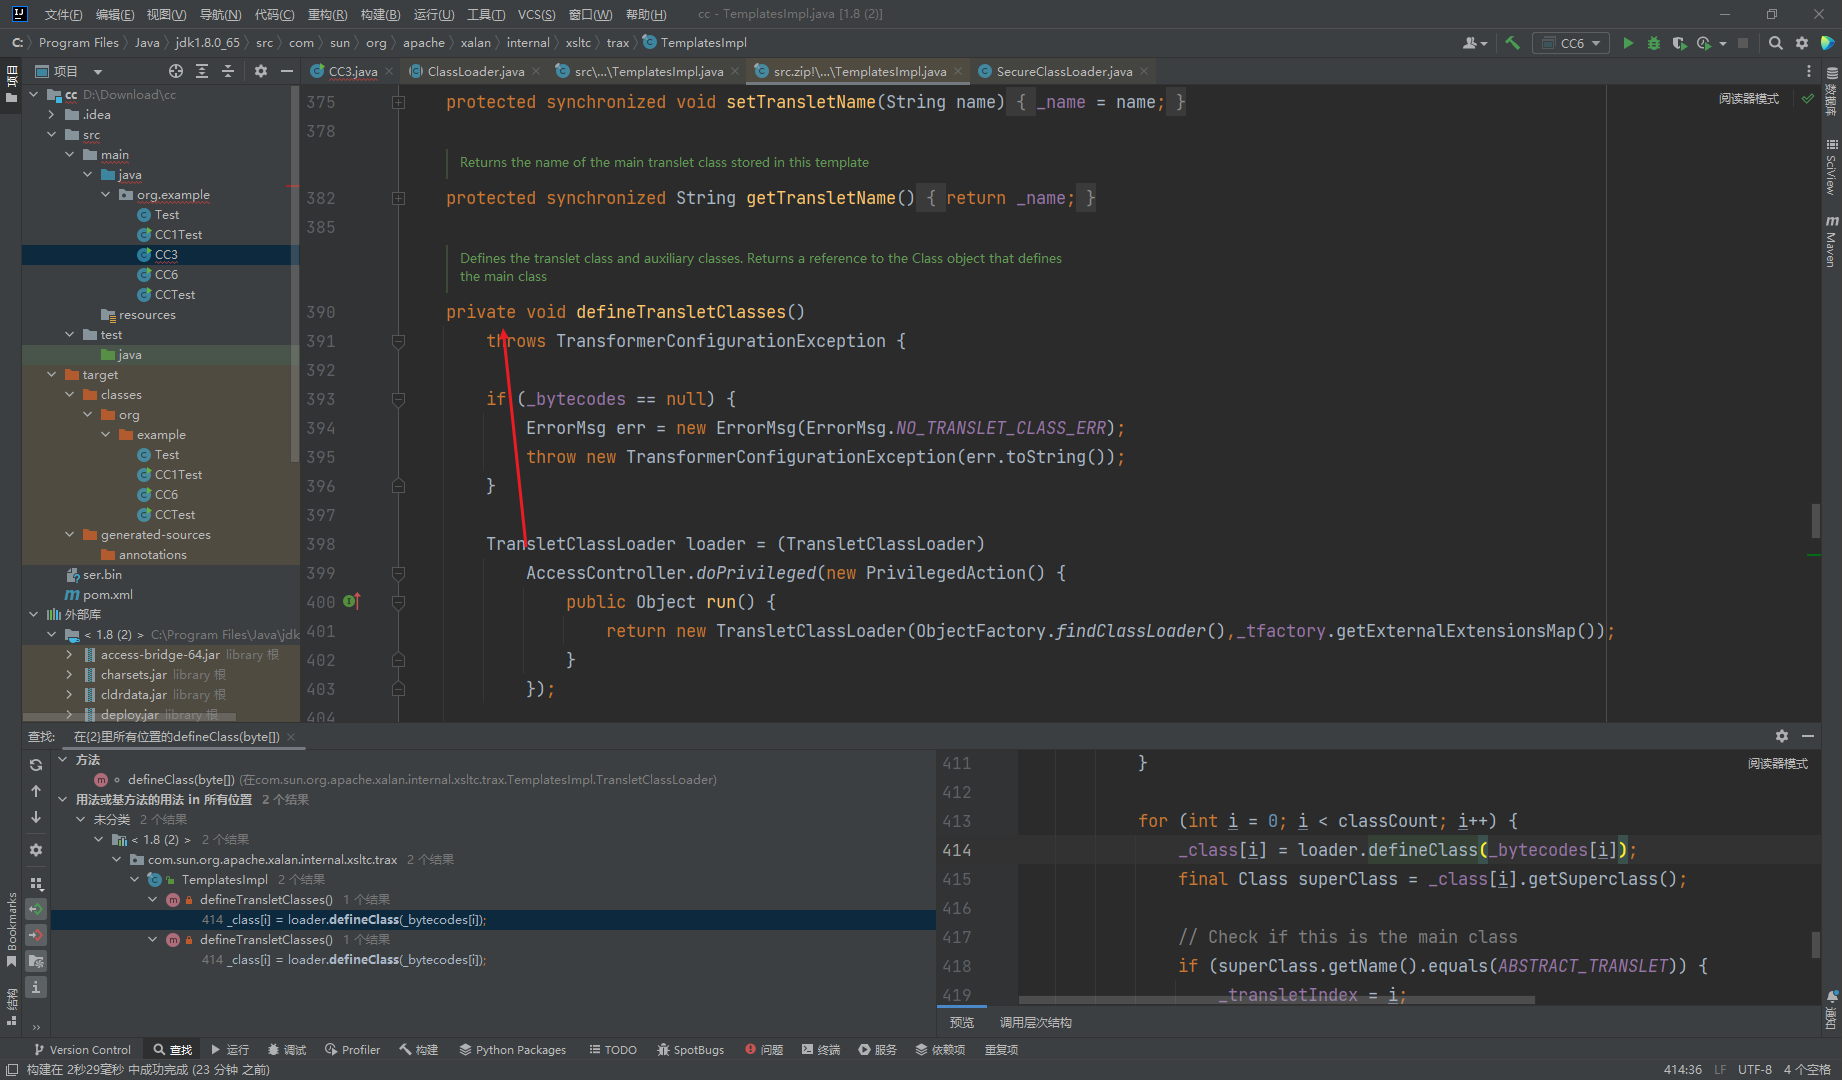 文件(F) 编辑(E) 视图(V) 导航(N) 代码(C) 重构(R) 构建(B) 运行(U) 工具(T) VCS(S) 窗口(W) 帮助(H) cc - TemplatesImpl.java [1.8 (2)]
C: Program Files Java jdk1.8.0_65 src com sun org apache xalan internal xsltc trax TemplatesImpl CC6
项目 CC3.java ClassLoader.java src\...\TemplatesImpl.java src.zip!\...\TemplatesImpl.java SecureClassLoader.java
项目
cc D:\Download\cc
.idea
src
main
java
org.example
Test
CC1Test
CC3
CC6
CCTest
resources
test
java
target
classes
org
example
Test
CC1Test
CC6
CCTest
generated-sources
annotations
ser.bin
pom.xml
外部库
< 1.8 (2) > C:\Program Files\Java\jdk
access-bridge-64.jar library 根
charsets.jar library 根
cldrdata.jar library 根
deploy.jar library 根
阅读器模式
375 protected synchronized void setTransletName(String name) { _name = name; }
378
Returns the name of the main translet class stored in this template
382 protected synchronized String getTransletName() { return _name; }
385
Defines the translet class and auxiliary classes. Returns a reference to the Class object that defines
the main class
390 private void defineTransletClasses()
391 throws TransformerConfigurationException {
392
393 if (_bytecodes == null) {
394 ErrorMsg err = new ErrorMsg(ErrorMsg.NO_TRANSLET_CLASS_ERR);
395 throw new TransformerConfigurationException(err.toString());
396 }
397
398 TransletClassLoader loader = (TransletClassLoader)
399 AccessController.doPrivileged(new PrivilegedAction() {
400 public Object run() {
401 return new TransletClassLoader(ObjectFactory.findClassLoader(),_tfactory.getExternalExtensionsMap());
402 }
403 });
404
数据库
SciView
Maven
通知
查找: 在{2}里所有位置的defineClass(byte[])
方法
defineClass(byte[]) (在com.sun.org.apache.xalan.internal.xsltc.trax.TemplatesImpl.TransletClassLoader)
用法或基方法的用法 in 所有位置 2 个结果
未分类 2 个结果
< 1.8 (2) > 2 个结果
com.sun.org.apache.xalan.internal.xsltc.trax 2 个结果
TemplatesImpl 2 个结果
defineTransletClasses() 1 个结果
414 _class[i] = loader.defineClass(_bytecodes[i]);
defineTransletClasses() 1 个结果
414 _class[i] = loader.defineClass(_bytecodes[i]);
411 }
阅读器模式
412
413 for (int i = 0; i < classCount; i++) {
414 _class[i] = loader.defineClass(_bytecodes[i]);
415 final Class superClass = _class[i].getSuperclass();
416
417 // Check if this is the main class
418 if (superClass.getName().equals(ABSTRACT_TRANSLET)) {
419 _transletIndex = i;
预览 调用层次结构
Bookmarks
结构
Version Control 查找 运行 调试 Profiler 构建 Python Packages TODO SpotBugs 问题 终端 服务 依赖项 重复项
构建在 2秒29毫秒 中成功完成 (23 分钟 之前) 414:36 LF UTF-8 4 个空格